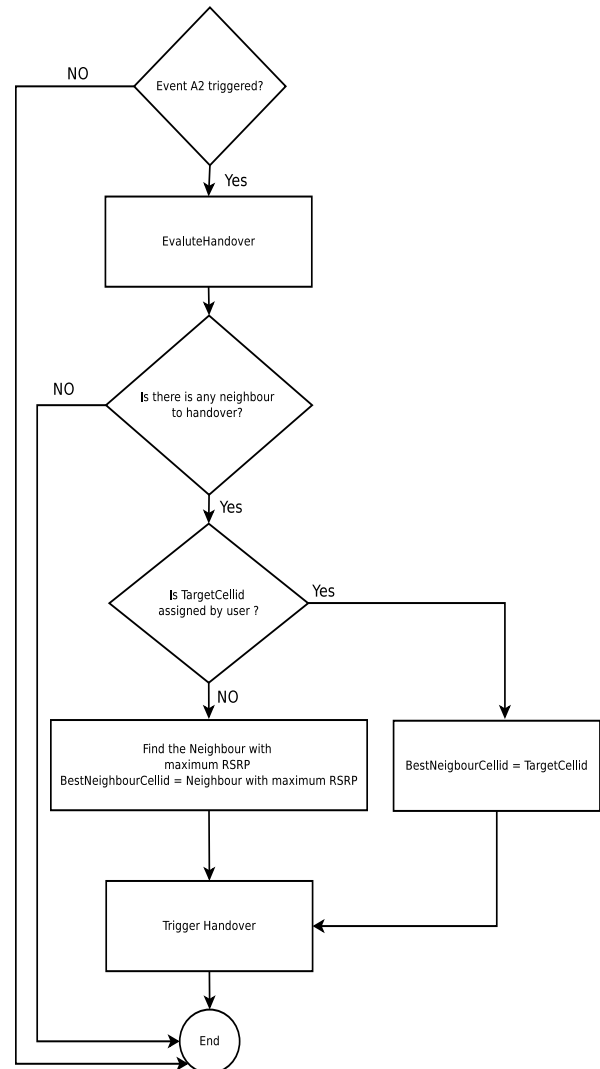 Event A2 triggered?
NO
Yes
EvaluteHandover
Is there is any neighbour
to handover?
NO
Yes
Is TargetCellid
assigned by user ?
Yes
NO
Find the Neighbour with
maximum RSRP
BestNeighbourCellid = Neighbour with maximum RSRP
BestNeigbourCellid = TargetCellid
Trigger Handover
End